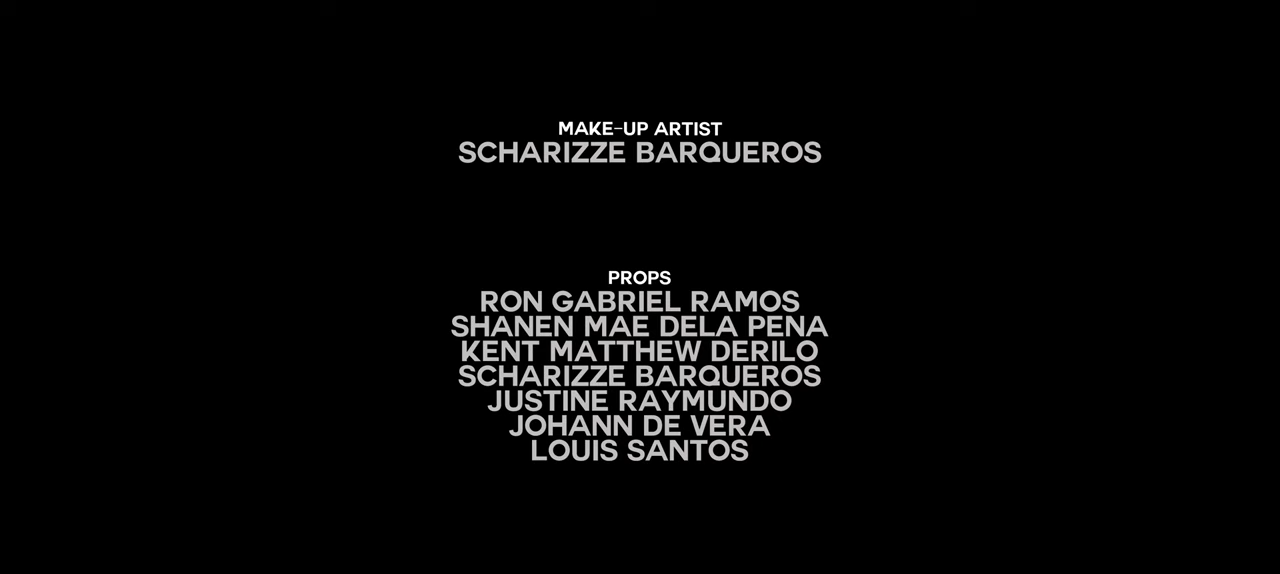 MAKE-UP ARTIST
SCHARIZZE BARQUEROS
PROPS
RON GABRIEL RAMOS
SHANEN MAE DELA PENA
KENT MATTHEW DERILO
SCHARIZZE BARQUEROS
JUSTINE RAYMUNDO
JOHANN DE VERA
LOUIS SANTOS